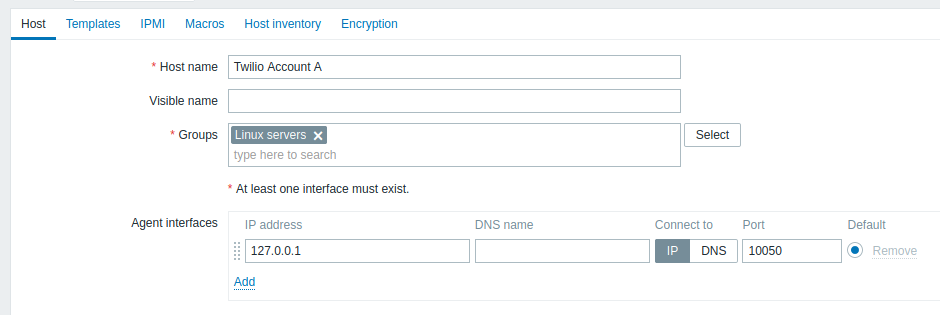 Host Templates IPMI Macros Host inventory Encryption
* Host name Twilio Account A
Visible name
* Groups Linux servers Select
type here to search
* At least one interface must exist.
Agent interfaces IP address DNS name Connect to Port Default
127.0.0.1 IP DNS 10050 Remove
Add